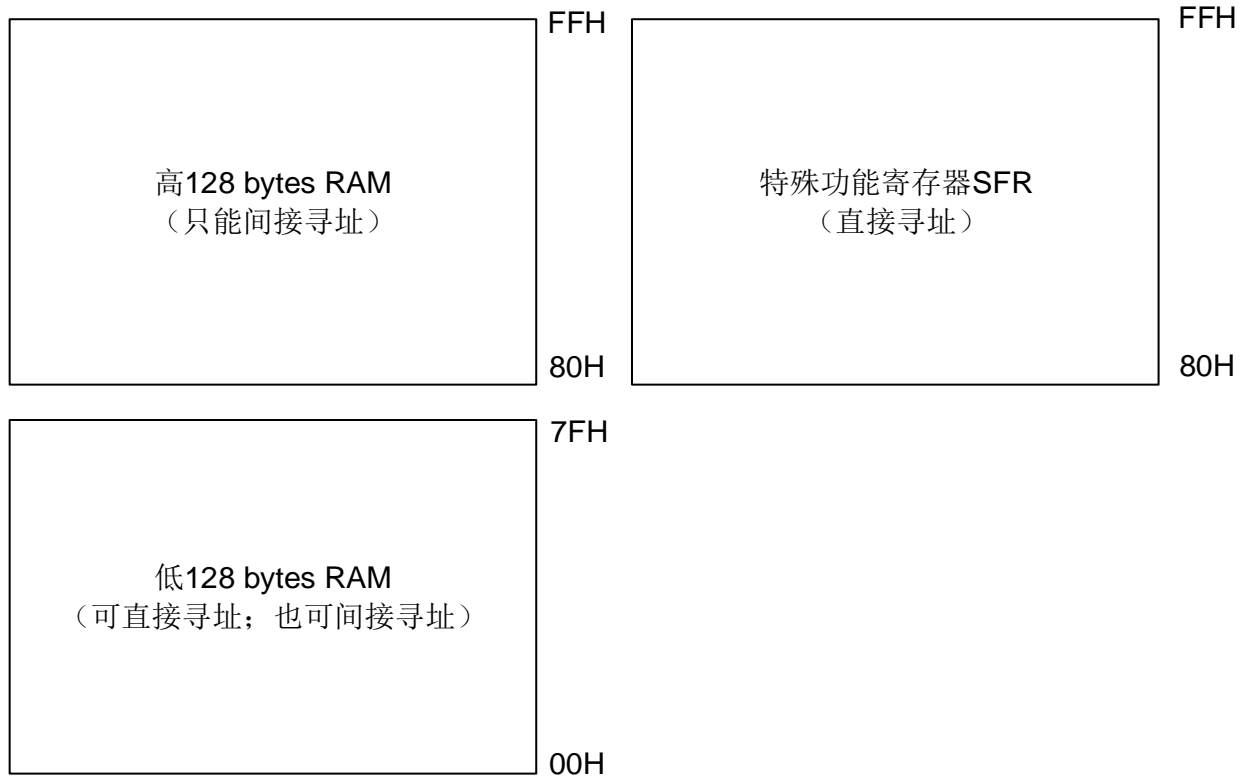 FFH
高128 bytes RAM
（只能间接寻址）
80H
FFH
特殊功能寄存器SFR
（直接寻址）
80H
7FH
低128 bytes RAM
（可直接寻址；也可间接寻址）
00H